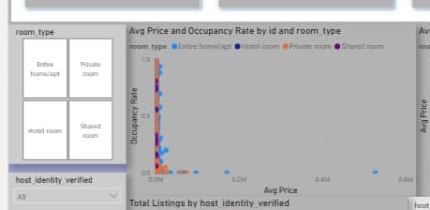 room_type
Entire
home/apt
Private
room
Hotel room
Shared
room
host_identity_verified
All
Avg Price and Occupancy Rate by id and room_type
room_type Entire home/apt Hotel room Private room Shared room
Occupancy Rate
1.0
0.5
0.0
0.0M 0.2M 0.4M 0.6M
Avg Price
Total Listings by host_identity_verified
Avg Price
host